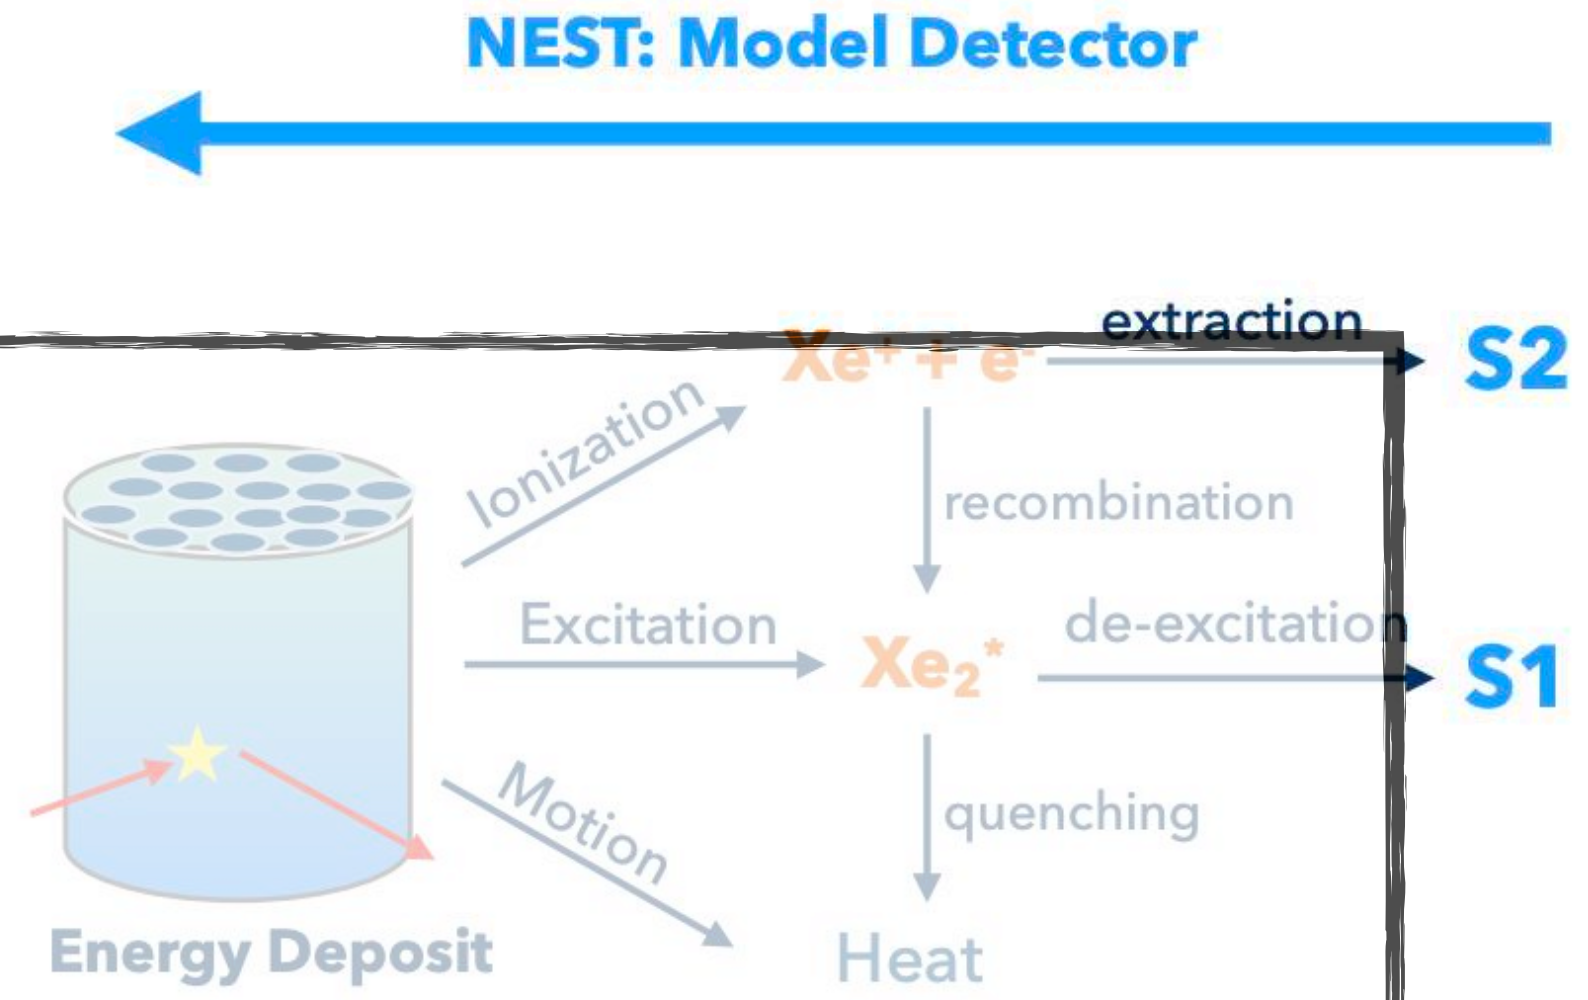 NEST: Model Detector
extraction
Xe⁺ + e⁻
S2
Ionization
recombination
Excitation
de-excitation
Xe₂*
S1
Motion
quenching
Energy Deposit
Heat